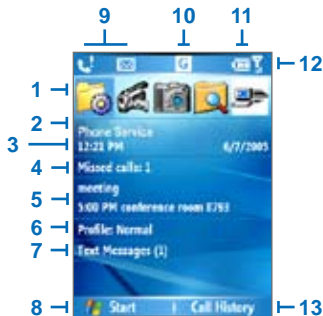 9 10 11
12
1
2
Phone Service
3 12:21 PM 6/7/2005
4 Missed calls: 1
meeting
5 5:00 PM conference room 8793
6 Profile: Normal
7 Text Messages (1)
8 Start Call History 13